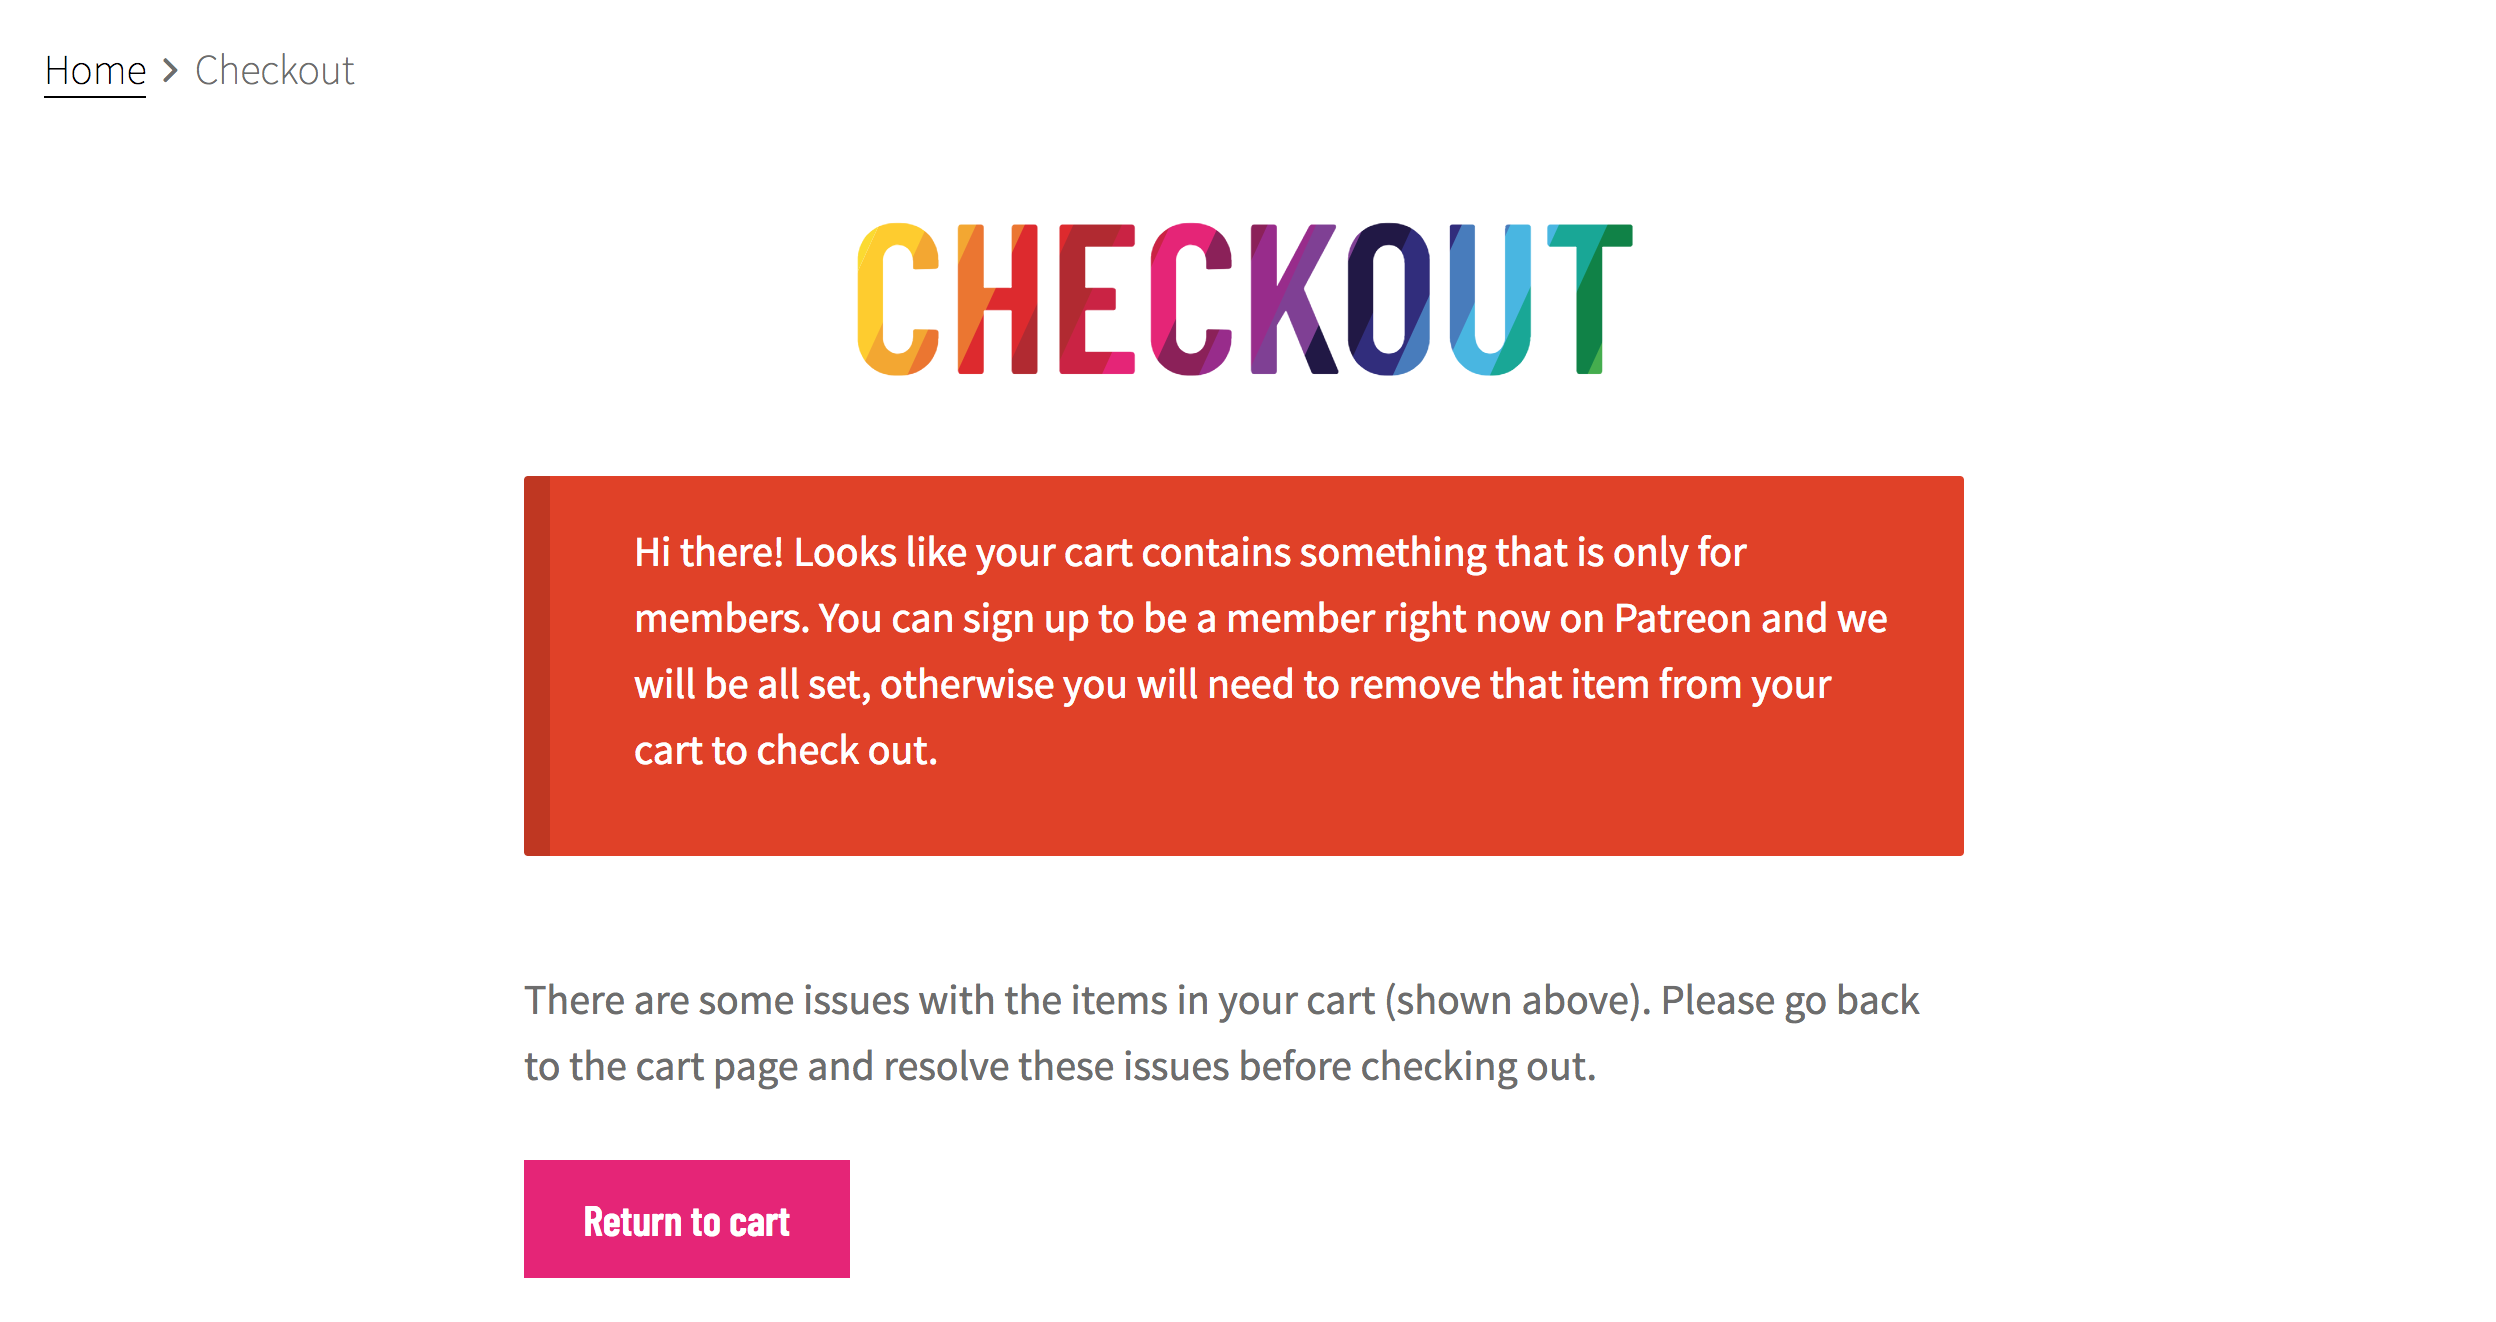 Home > Checkout
CHECKOUT
Hi there! Looks like your cart contains something that is only for
members. You can sign up to be a member right now on Patreon and we
will be all set, otherwise you will need to remove that item from your
cart to check out.
There are some issues with the items in your cart (shown above). Please go back
to the cart page and resolve these issues before checking out.
Return to cart